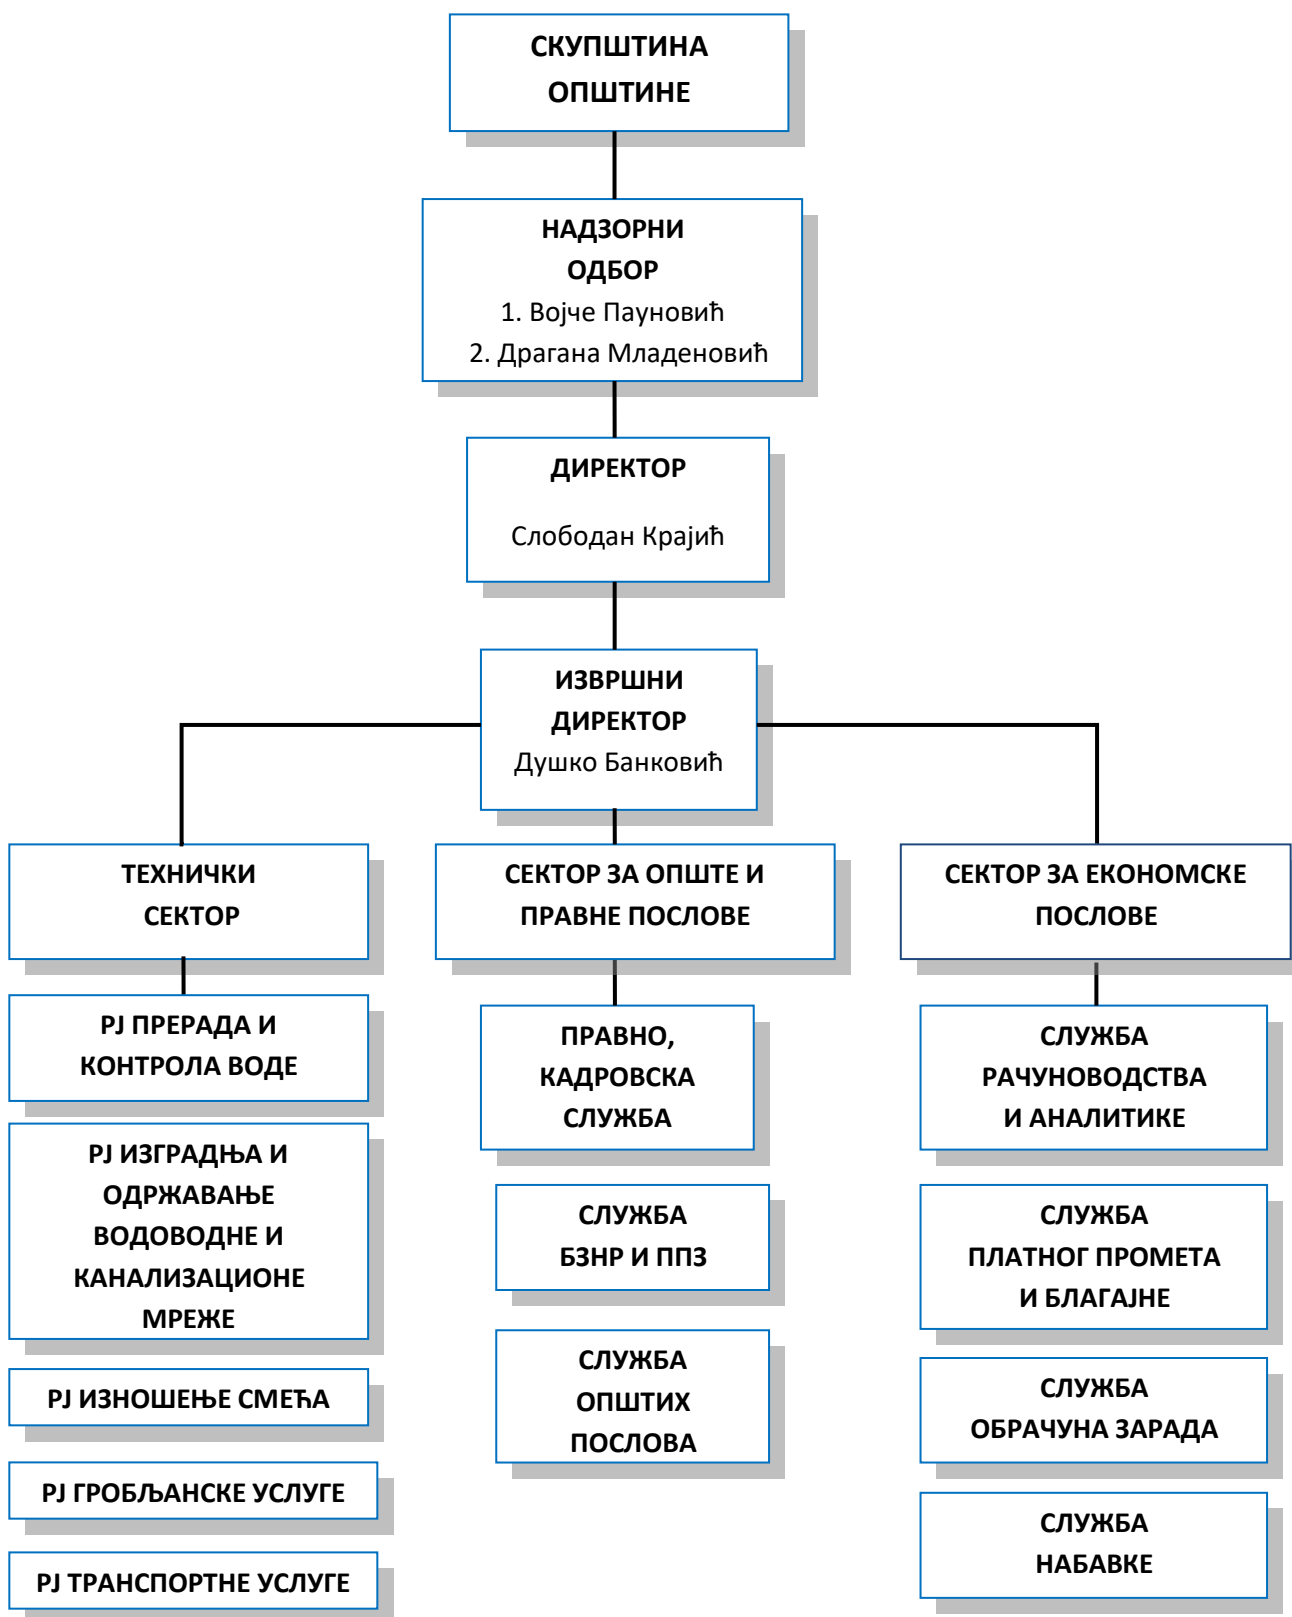 СКУПШТИНА
ОПШТИНЕ
НАДЗОРНИ
ОДБОР
1. Војче Пауновић
2. Драгана Младеновић
ДИРЕКТОР
Слободан Крајић
ИЗВРШНИ
ДИРЕКТОР
Душко Банковић
ТЕХНИЧКИ
СЕКТОР
РЈ ПРЕРАДА И
КОНТРОЛА ВОДЕ
РЈ ИЗГРАДЊА И
ОДРЖАВАЊЕ
ВОДОВОДНЕ И
КАНАЛИЗАЦИОНЕ
МРЕЖЕ
РЈ ИЗНОШЕЊЕ СМЕЋА
РЈ ГРОБЉАНСКЕ УСЛУГЕ
РЈ ТРАНСПОРТНЕ УСЛУГЕ
СЕКТОР ЗА ОПШТЕ И
ПРАВНЕ ПОСЛОВЕ
ПРАВНО,
КАДРОВСКА
СЛУЖБА
СЛУЖБА
БЗНР И ППЗ
СЛУЖБА
ОПШТИХ
ПОСЛОВА
СЕКТОР ЗА ЕКОНОМСКЕ
ПОСЛОВЕ
СЛУЖБА
РАЧУНОВОДСТВА
И АНАЛИТИКЕ
СЛУЖБА
ПЛАТНОГ ПРОМЕТА
И БЛАГАЈНЕ
СЛУЖБА
ОБРАЧУНА ЗАРАДА
СЛУЖБА
НАБАВКЕ